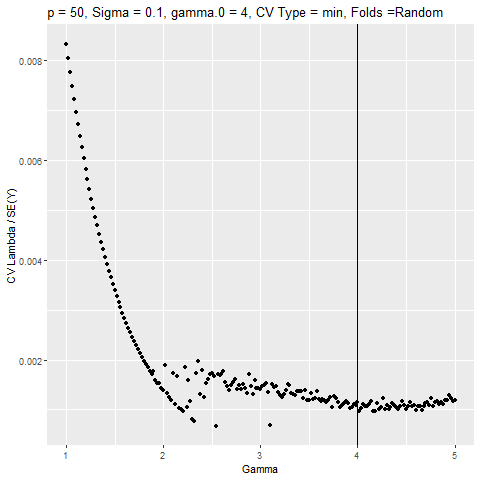 p = 50, Sigma = 0.1, gamma.0 = 4, CV Type = min, Folds =Random
0.008
0.006
0.004
0.002
CV Lambda / SE(Y)
1 2 3 4 5
Gamma